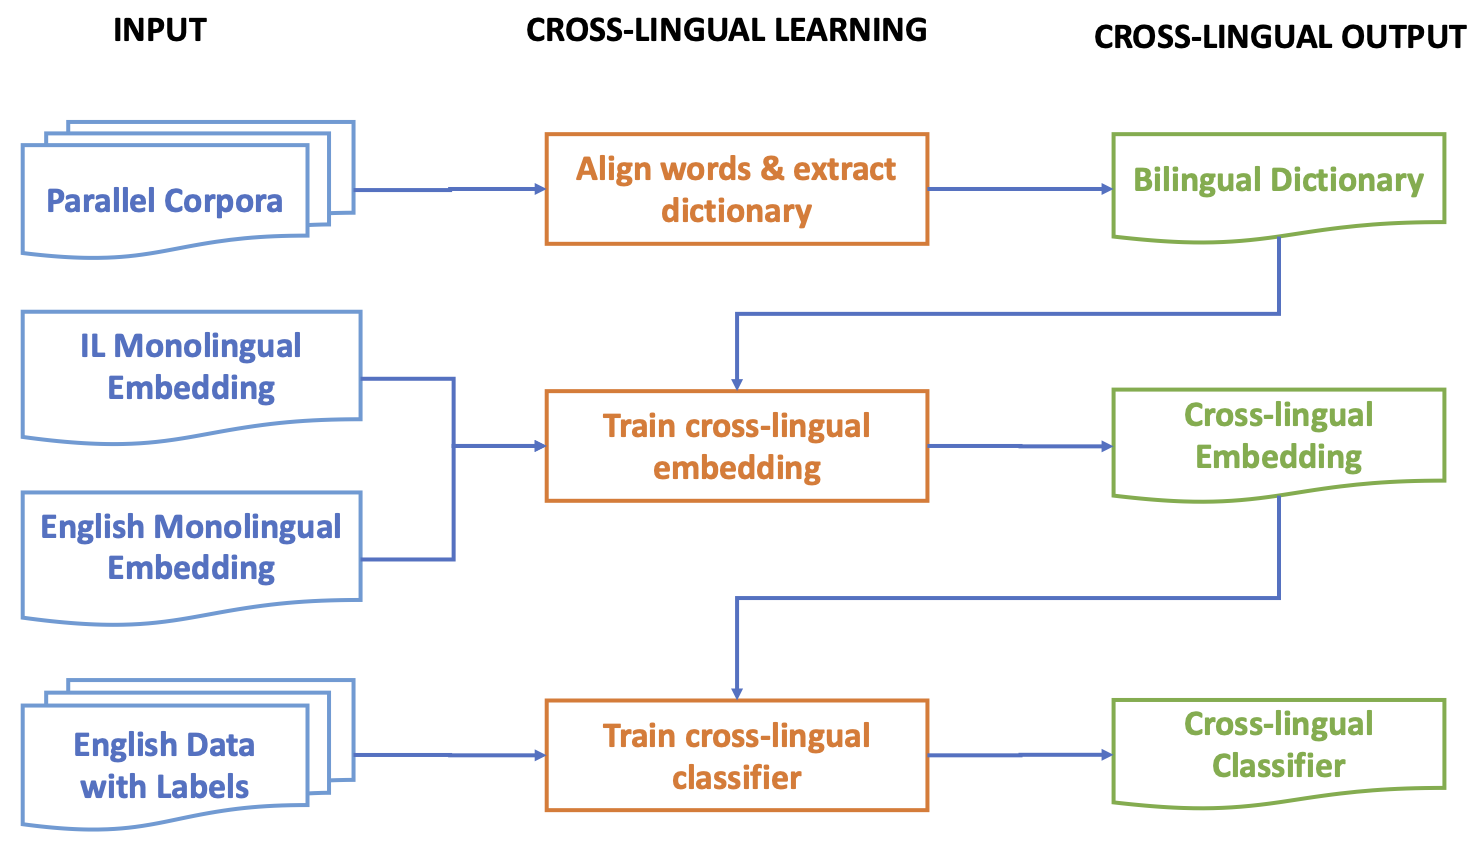 INPUT
CROSS-LINGUAL LEARNING
CROSS-LINGUAL OUTPUT
Parallel Corpora
Align words & extract
dictionary
Bilingual Dictionary
IL Monolingual
Embedding
English Monolingual
Embedding
Train cross-lingual
embedding
Cross-lingual
Embedding
English Data
with Labels
Train cross-lingual
classifier
Cross-lingual
Classifier